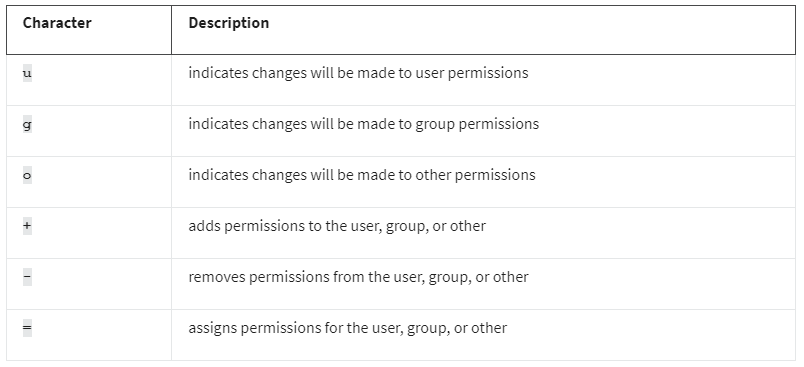 Character Description
u indicates changes will be made to user permissions
g indicates changes will be made to group permissions
o indicates changes will be made to other permissions
+ adds permissions to the user, group, or other
- removes permissions from the user, group, or other
= assigns permissions for the user, group, or other